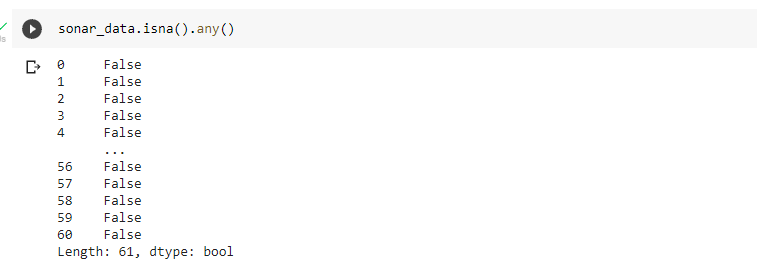 sonar_data.isna().any()
0 False
1 False
2 False
3 False
4 False
...
56 False
57 False
58 False
59 False
60 False
Length: 61, dtype: bool